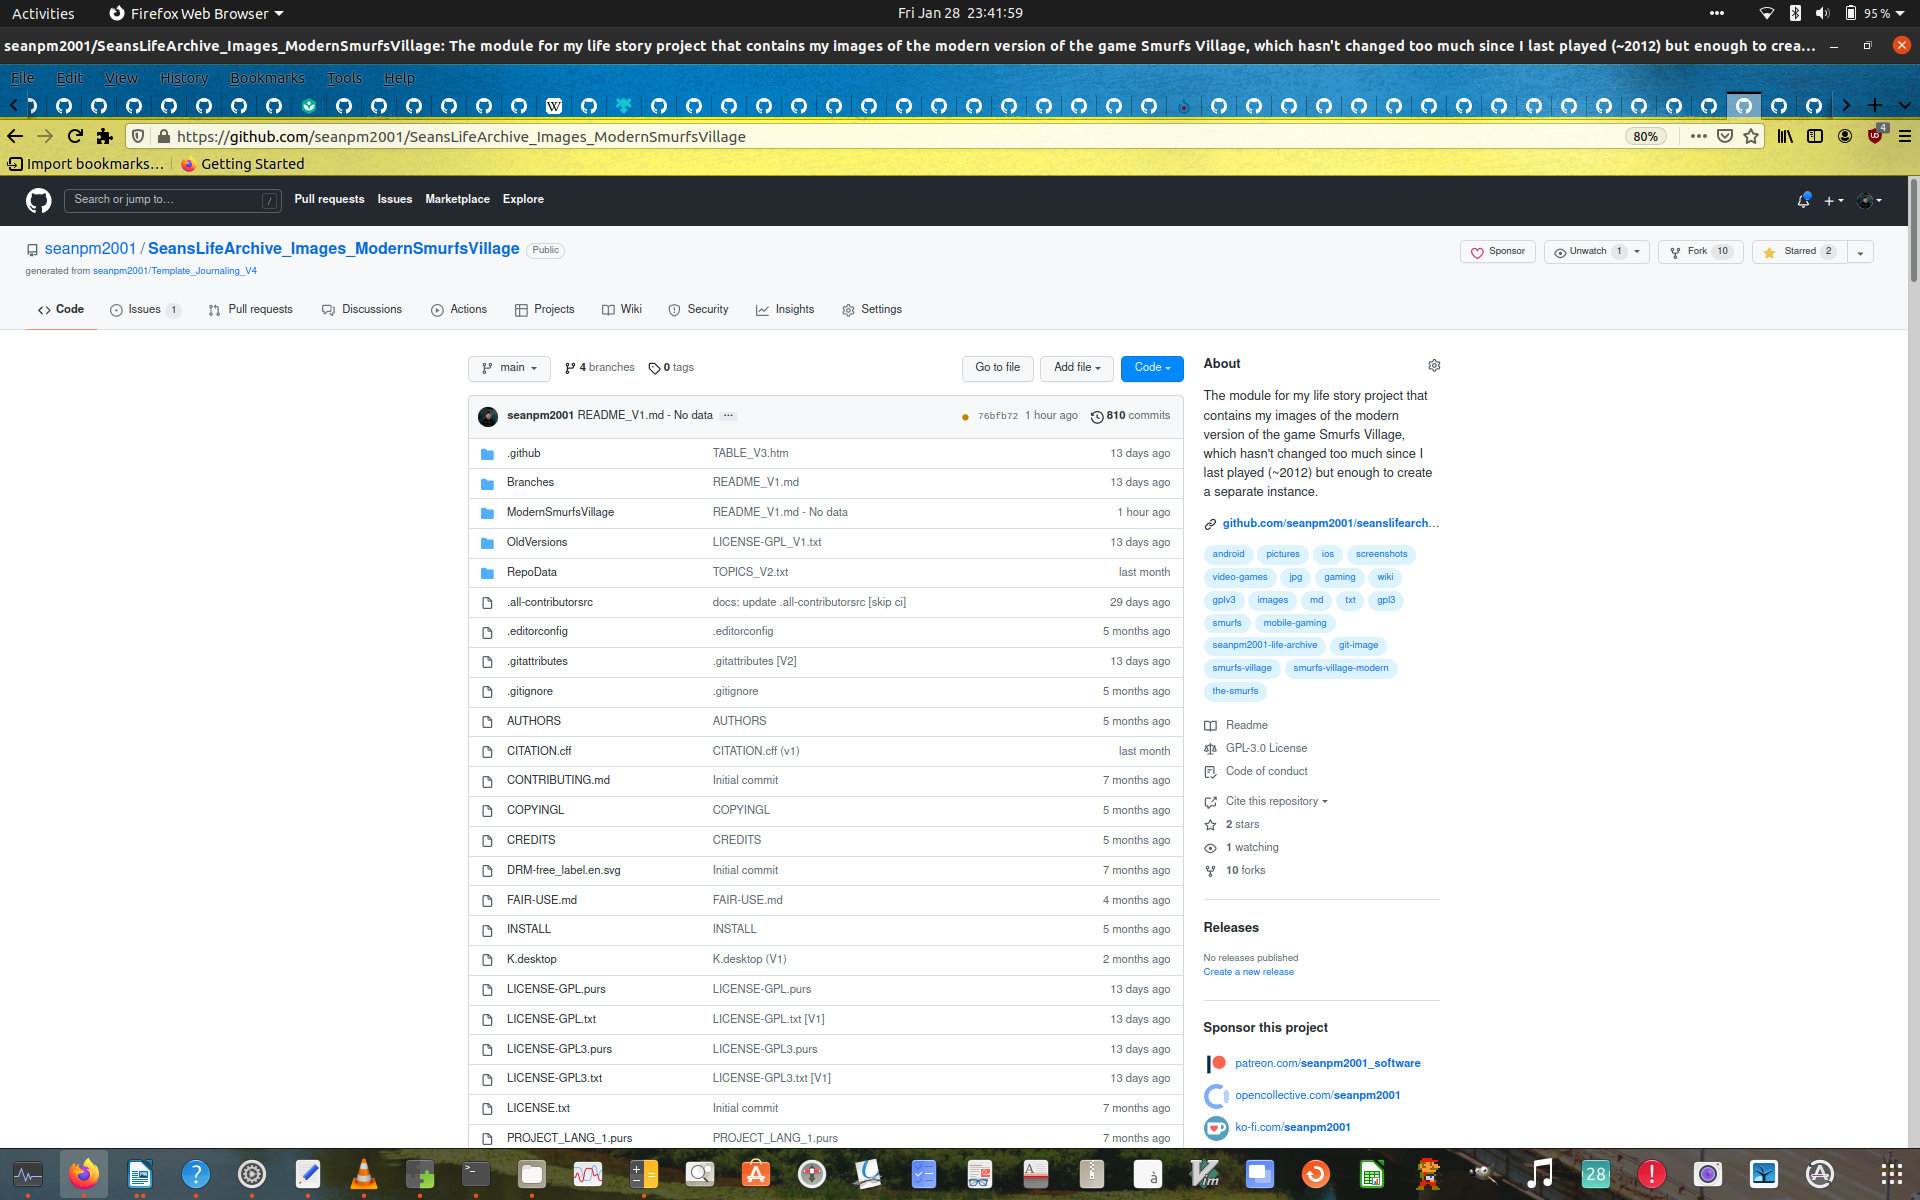 Activities
Firefox Web Browser
Fri Jan 28 23:41:59
95 %
seanpm2001/SeansLifeArchive_Images_ModernSmurfsVillage: The module for my life story project that contains my images of the modern version of the game Smurfs Village, which hasn't changed too much since I last played (~2012) but enough to crea...
File Edit View History Bookmarks Tools Help
https://github.com/seanpm2001/SeansLifeArchive_Images_ModernSmurfsVillage
80%
4
Import bookmarks...
Getting Started
Search or jump to...
/
Pull requests Issues Marketplace Explore
seanpm2001 / SeansLifeArchive_Images_ModernSmurfsVillage Public
generated from seanpm2001/Template_Journaling_V4
Sponsor
Unwatch 1
Fork 10
Starred 2
Code
Issues 1
Pull requests
Discussions
Actions
Projects
Wiki
Security
Insights
Settings
main
4 branches
0 tags
Go to file
Add file
Code
seanpm2001 README_V1.md - No data ... 76bfb72 1 hour ago 810 commits
.github TABLE_V3.htm 13 days ago
Branches README_V1.md 13 days ago
ModernSmurfsVillage README_V1.md - No data 1 hour ago
OldVersions LICENSE-GPL_V1.txt 13 days ago
RepoData TOPICS_V2.txt last month
.all-contributorsrc docs: update .all-contributorsrc [skip ci] 29 days ago
.editorconfig .editorconfig 5 months ago
.gitattributes .gitattributes [V2] 13 days ago
.gitignore .gitignore 5 months ago
AUTHORS AUTHORS 5 months ago
CITATION.cff CITATION.cff (v1) last month
CONTRIBUTING.md Initial commit 7 months ago
COPYINGL COPYINGL 5 months ago
CREDITS CREDITS 5 months ago
DRM-free_label.en.svg Initial commit 7 months ago
FAIR-USE.md FAIR-USE.md 4 months ago
INSTALL INSTALL 5 months ago
K.desktop K.desktop (V1) 2 months ago
LICENSE-GPL.purs LICENSE-GPL.purs 13 days ago
LICENSE-GPL.txt LICENSE-GPL.txt [V1] 13 days ago
LICENSE-GPL3.purs LICENSE-GPL3.purs 13 days ago
LICENSE-GPL3.txt LICENSE-GPL3.txt [V1] 13 days ago
LICENSE.txt Initial commit 7 months ago
PROJECT_LANG_1.purs PROJECT_LANG_1.purs 7 months ago
About
The module for my life story project that
contains my images of the modern
version of the game Smurfs Village,
which hasn't changed too much since I
last played (~2012) but enough to create
a separate instance.
github.com/seanpm2001/seanslifearch...
android pictures ios screenshots
video-games jpg gaming wiki
gplv3 images md txt gpl3
smurfs mobile-gaming
seanpm2001-life-archive git-image
smurfs-village smurfs-village-modern
the-smurfs
Readme
GPL-3.0 License
Code of conduct
Cite this repository
2 stars
1 watching
10 forks
Releases
No releases published
Create a new release
Sponsor this project
patreon.com/seanpm2001_software
opencollective.com/seanpm2001
ko-fi.com/seanpm2001
28